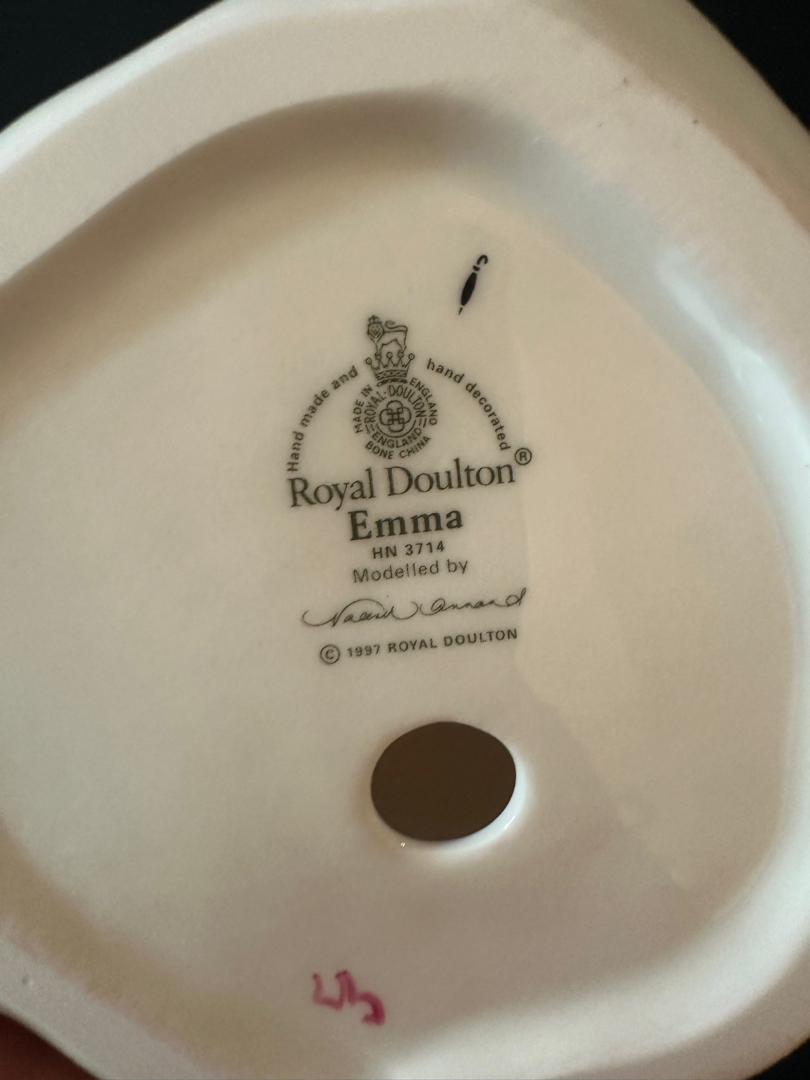 Hand made and hand decorated
MADE IN ENGLAND
ROYAL·DOULTON
ENGLAND
BONE CHINA
Royal Doulton®
Emma
HN 3714
Modelled by
© 1997 ROYAL DOULTON